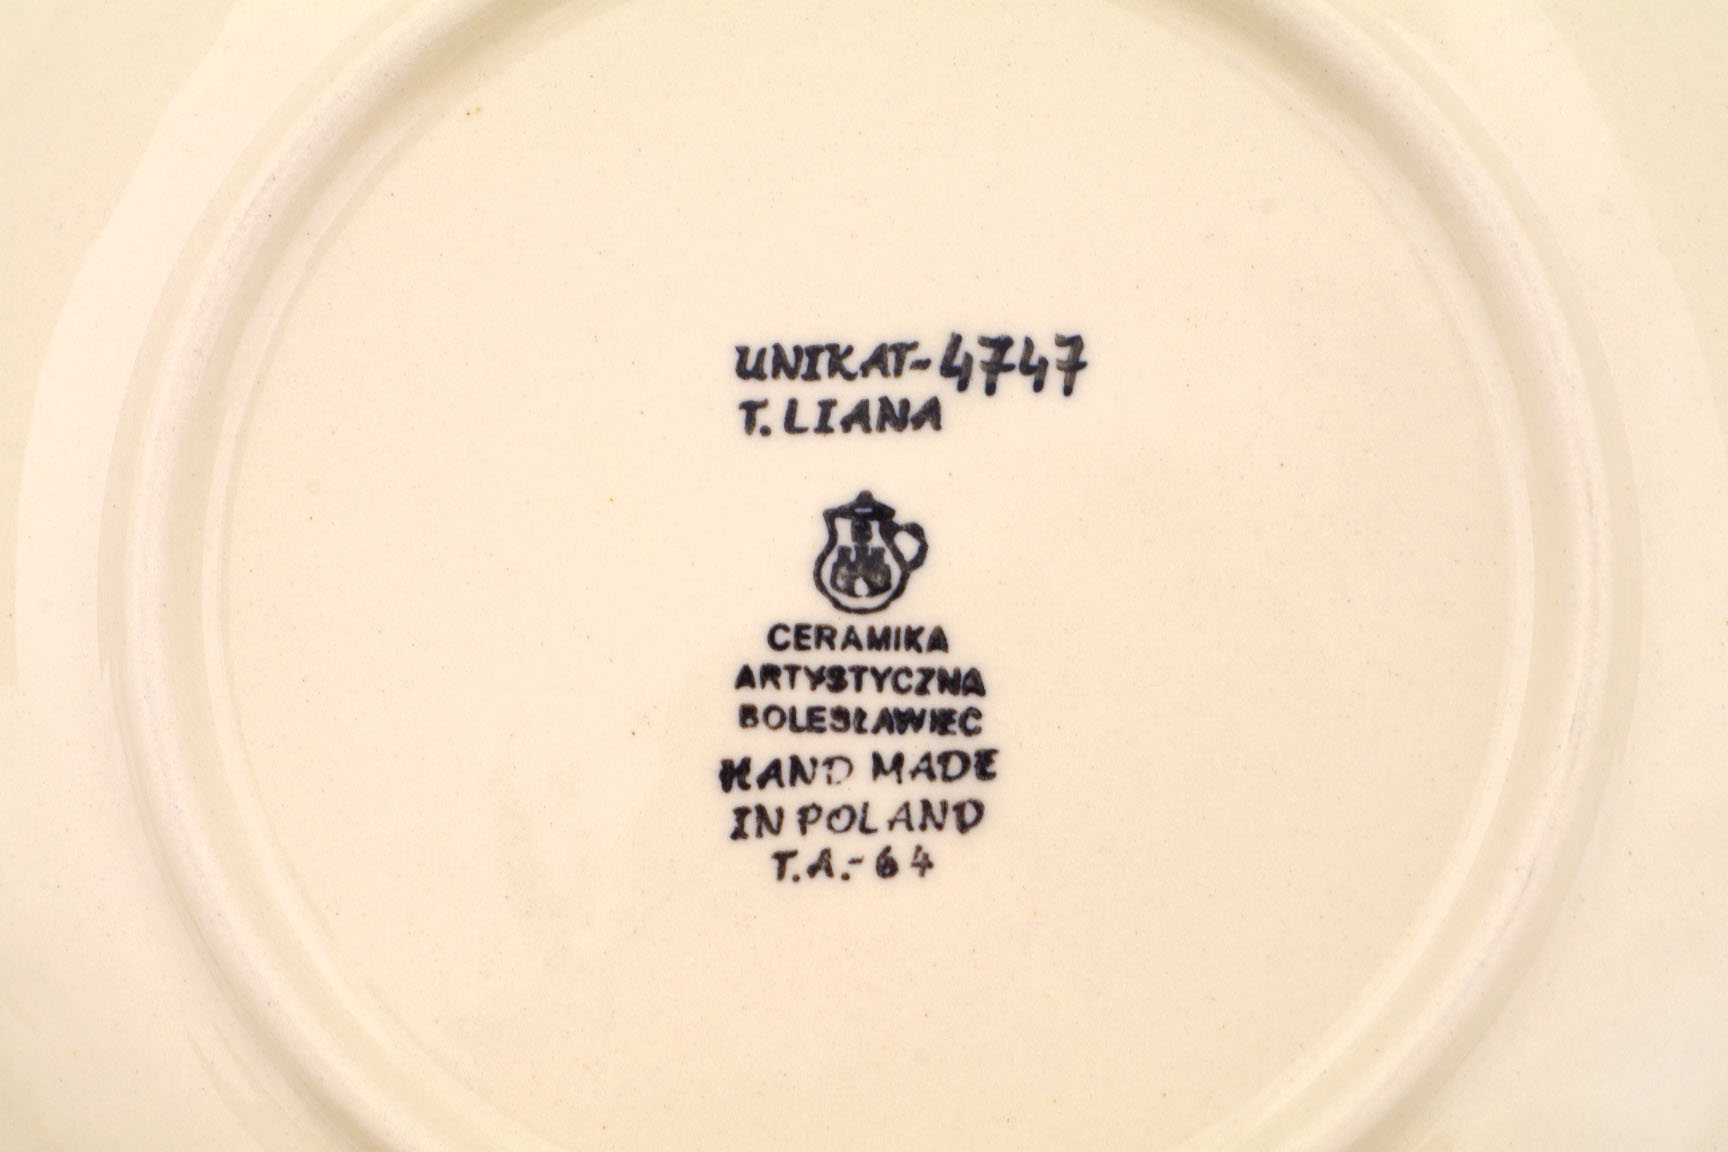 UNIKAT-4747
T. LIANA
CERAMIKA
ARTYSTYCZNA
BOLESŁAWIEC
HAND MADE
IN POLAND
T.A.-64